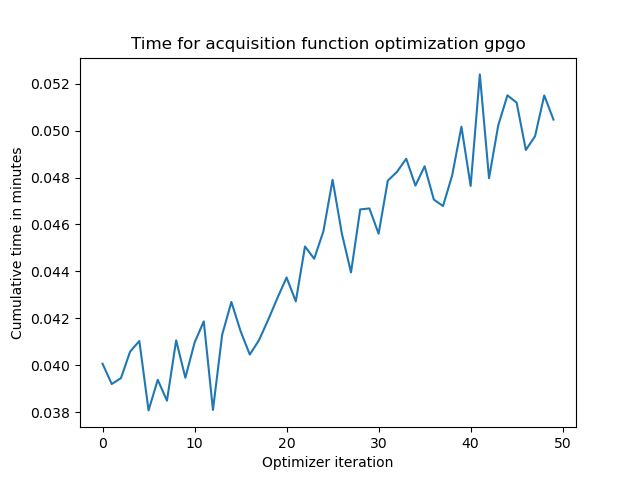 Time for acquisition function optimization gpgo
Cumulative time in minutes
0.052
0.050
0.048
0.046
0.044
0.042
0.040
0.038
0 10 20 30 40 50
Optimizer iteration